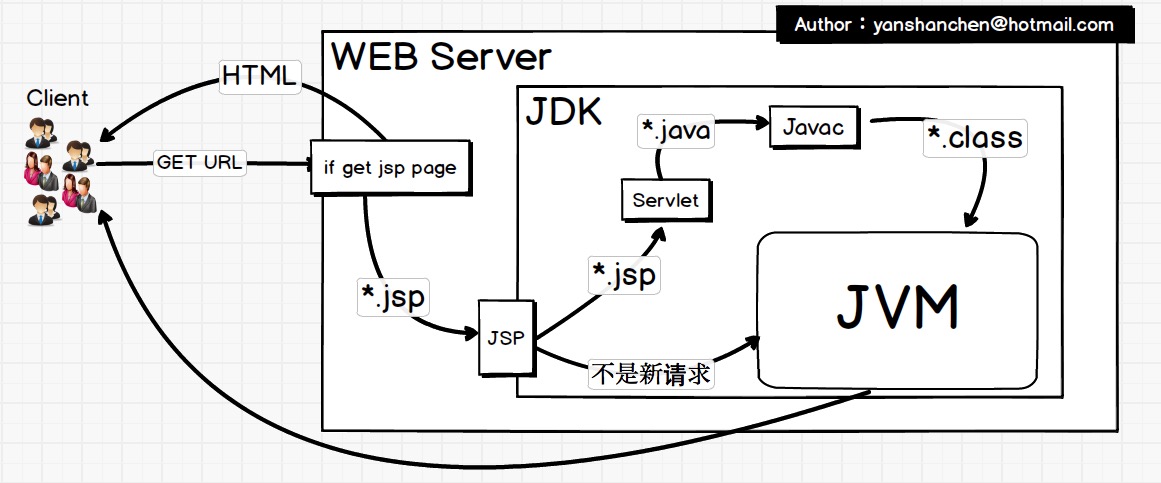 Author：yanshanchen@hotmail.com
WEB Server
HTML
Client
JDK
*.java
Javac
*.class
GET URL
if get jsp page
Servlet
*.jsp
*.jsp
JVM
JSP
不是新请求